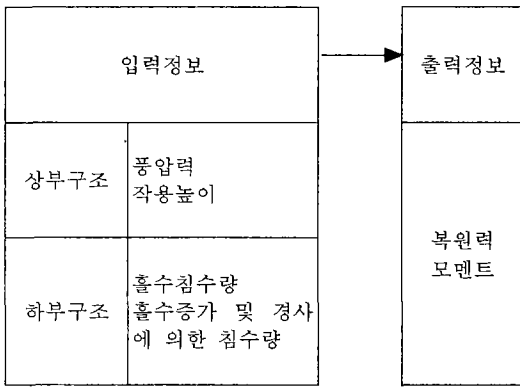 입력정보
출력정보
상부구조
풍압력
작용높이
하부구조
흘수침수량
흘수증가 및 경사
에 의한 침수량
복원력
모멘트